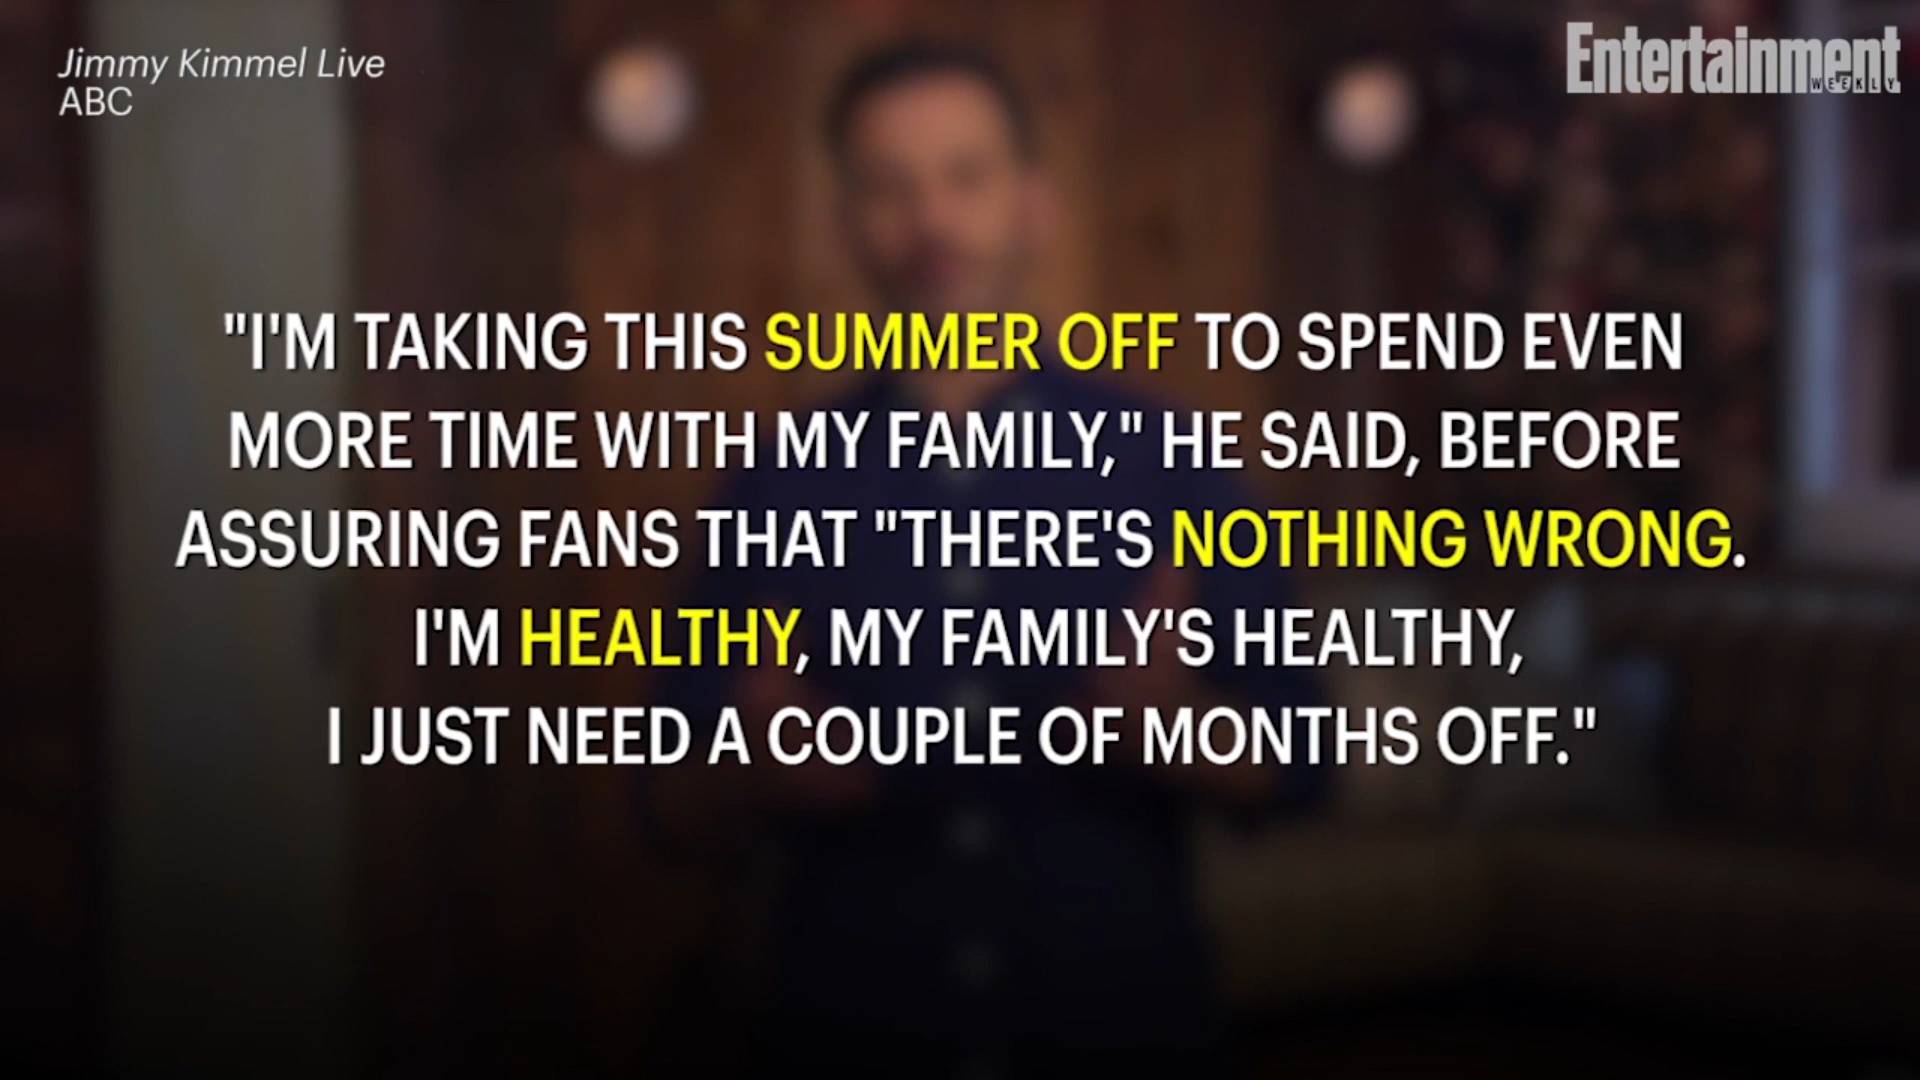 Jimmy Kimmel Live
ABC
Entertainment
WEEKLY
"I'M TAKING THIS SUMMER OFF TO SPEND EVEN
MORE TIME WITH MY FAMILY," HE SAID, BEFORE
ASSURING FANS THAT "THERE'S NOTHING WRONG.
I'M HEALTHY, MY FAMILY'S HEALTHY,
I JUST NEED A COUPLE OF MONTHS OFF."